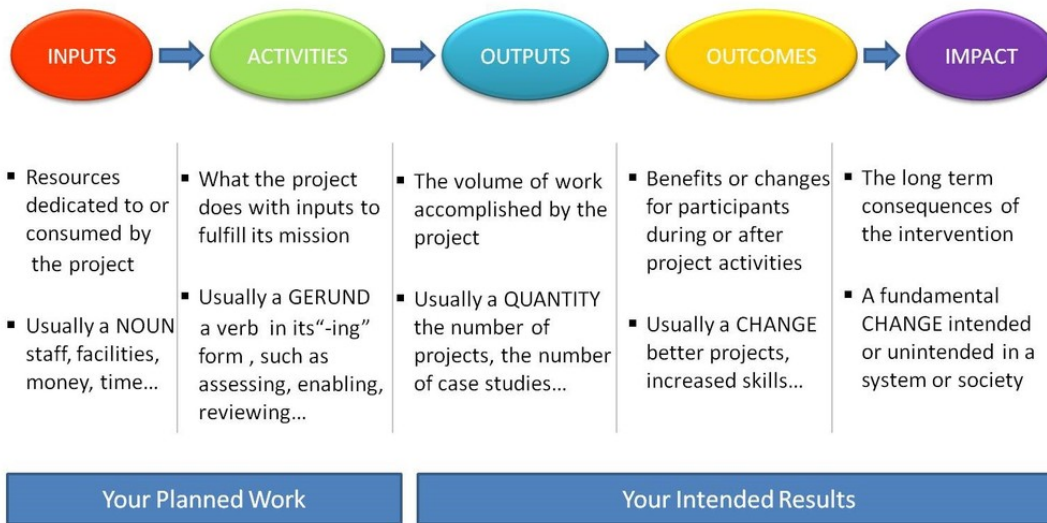 INPUTS
ACTIVITIES
OUTPUTS
OUTCOMES
IMPACT
▪ Resources
dedicated to or
consumed by
the project
▪ Usually a NOUN
staff, facilities,
money, time…
▪ What the project
does with inputs to
fulfill its mission
▪ Usually a GERUND
a verb in its“-ing”
form , such as
assessing, enabling,
reviewing…
▪ The volume of work
accomplished by the
project
▪ Usually a QUANTITY
the number of
projects, the number
of case studies…
▪ Benefits or changes
for participants
during or after
project activities
▪ Usually a CHANGE
better projects,
increased skills…
▪ The long term
consequences of
the intervention
▪ A fundamental
CHANGE intended
or unintended in a
system or society
Your Planned Work
Your Intended Results